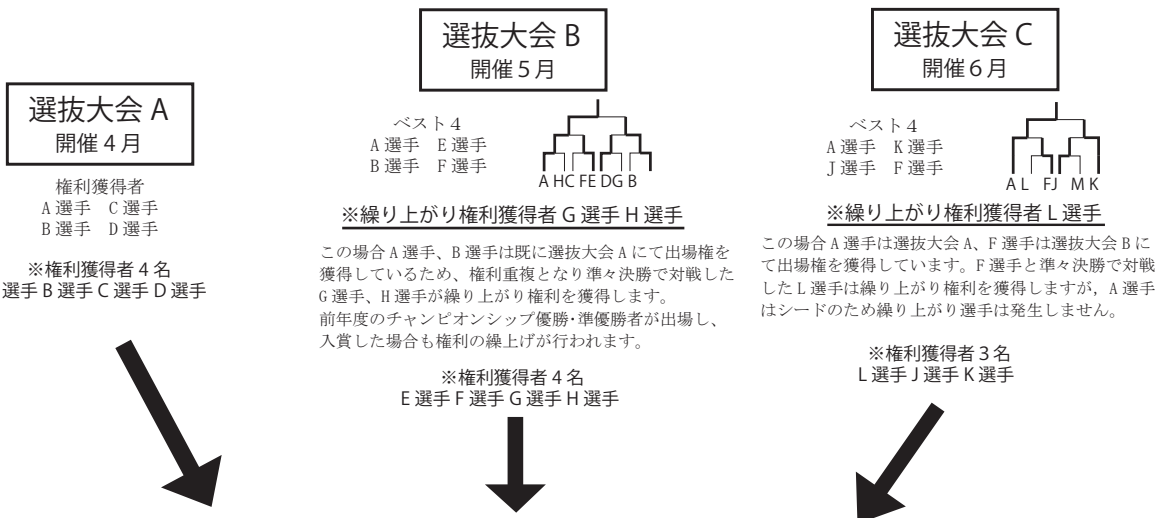 選抜大会 A
開催 4 月
権利獲得者
A 選手 C 選手
B 選手 D 選手
※権利獲得者 4 名
選手 B 選手 C 選手 D 選手
選抜大会 B
開催 5 月
ベスト４
A 選手 E 選手
B 選手 F 選手
A H C F E D G B
※繰り上がり権利獲得者 G 選手 H 選手
この場合 A 選手、B 選手は既に選抜大会 A にて出場権を
獲得しているため、権利重複となり準々決勝で対戦した
G 選手、H 選手が繰り上がり権利を獲得します。
前年度のチャンピオンシップ優勝・準優勝者が出場し、
入賞した場合も権利の繰上げが行われます。
※権利獲得者 4 名
E 選手 F 選手 G 選手 H 選手
選抜大会 C
開催 6 月
ベスト４
A 選手 K 選手
J 選手 F 選手
A L F J M K
※繰り上がり権利獲得者 L 選手
この場合 A 選手は選抜大会 A、F 選手は選抜大会 B に
て出場権を獲得しています。F 選手と準々決勝で対戦
した L 選手は繰り上がり権利を獲得しますが，A 選手
はシードのため繰り上がり選手は発生しません。
※権利獲得者 3 名
L 選手 J 選手 K 選手